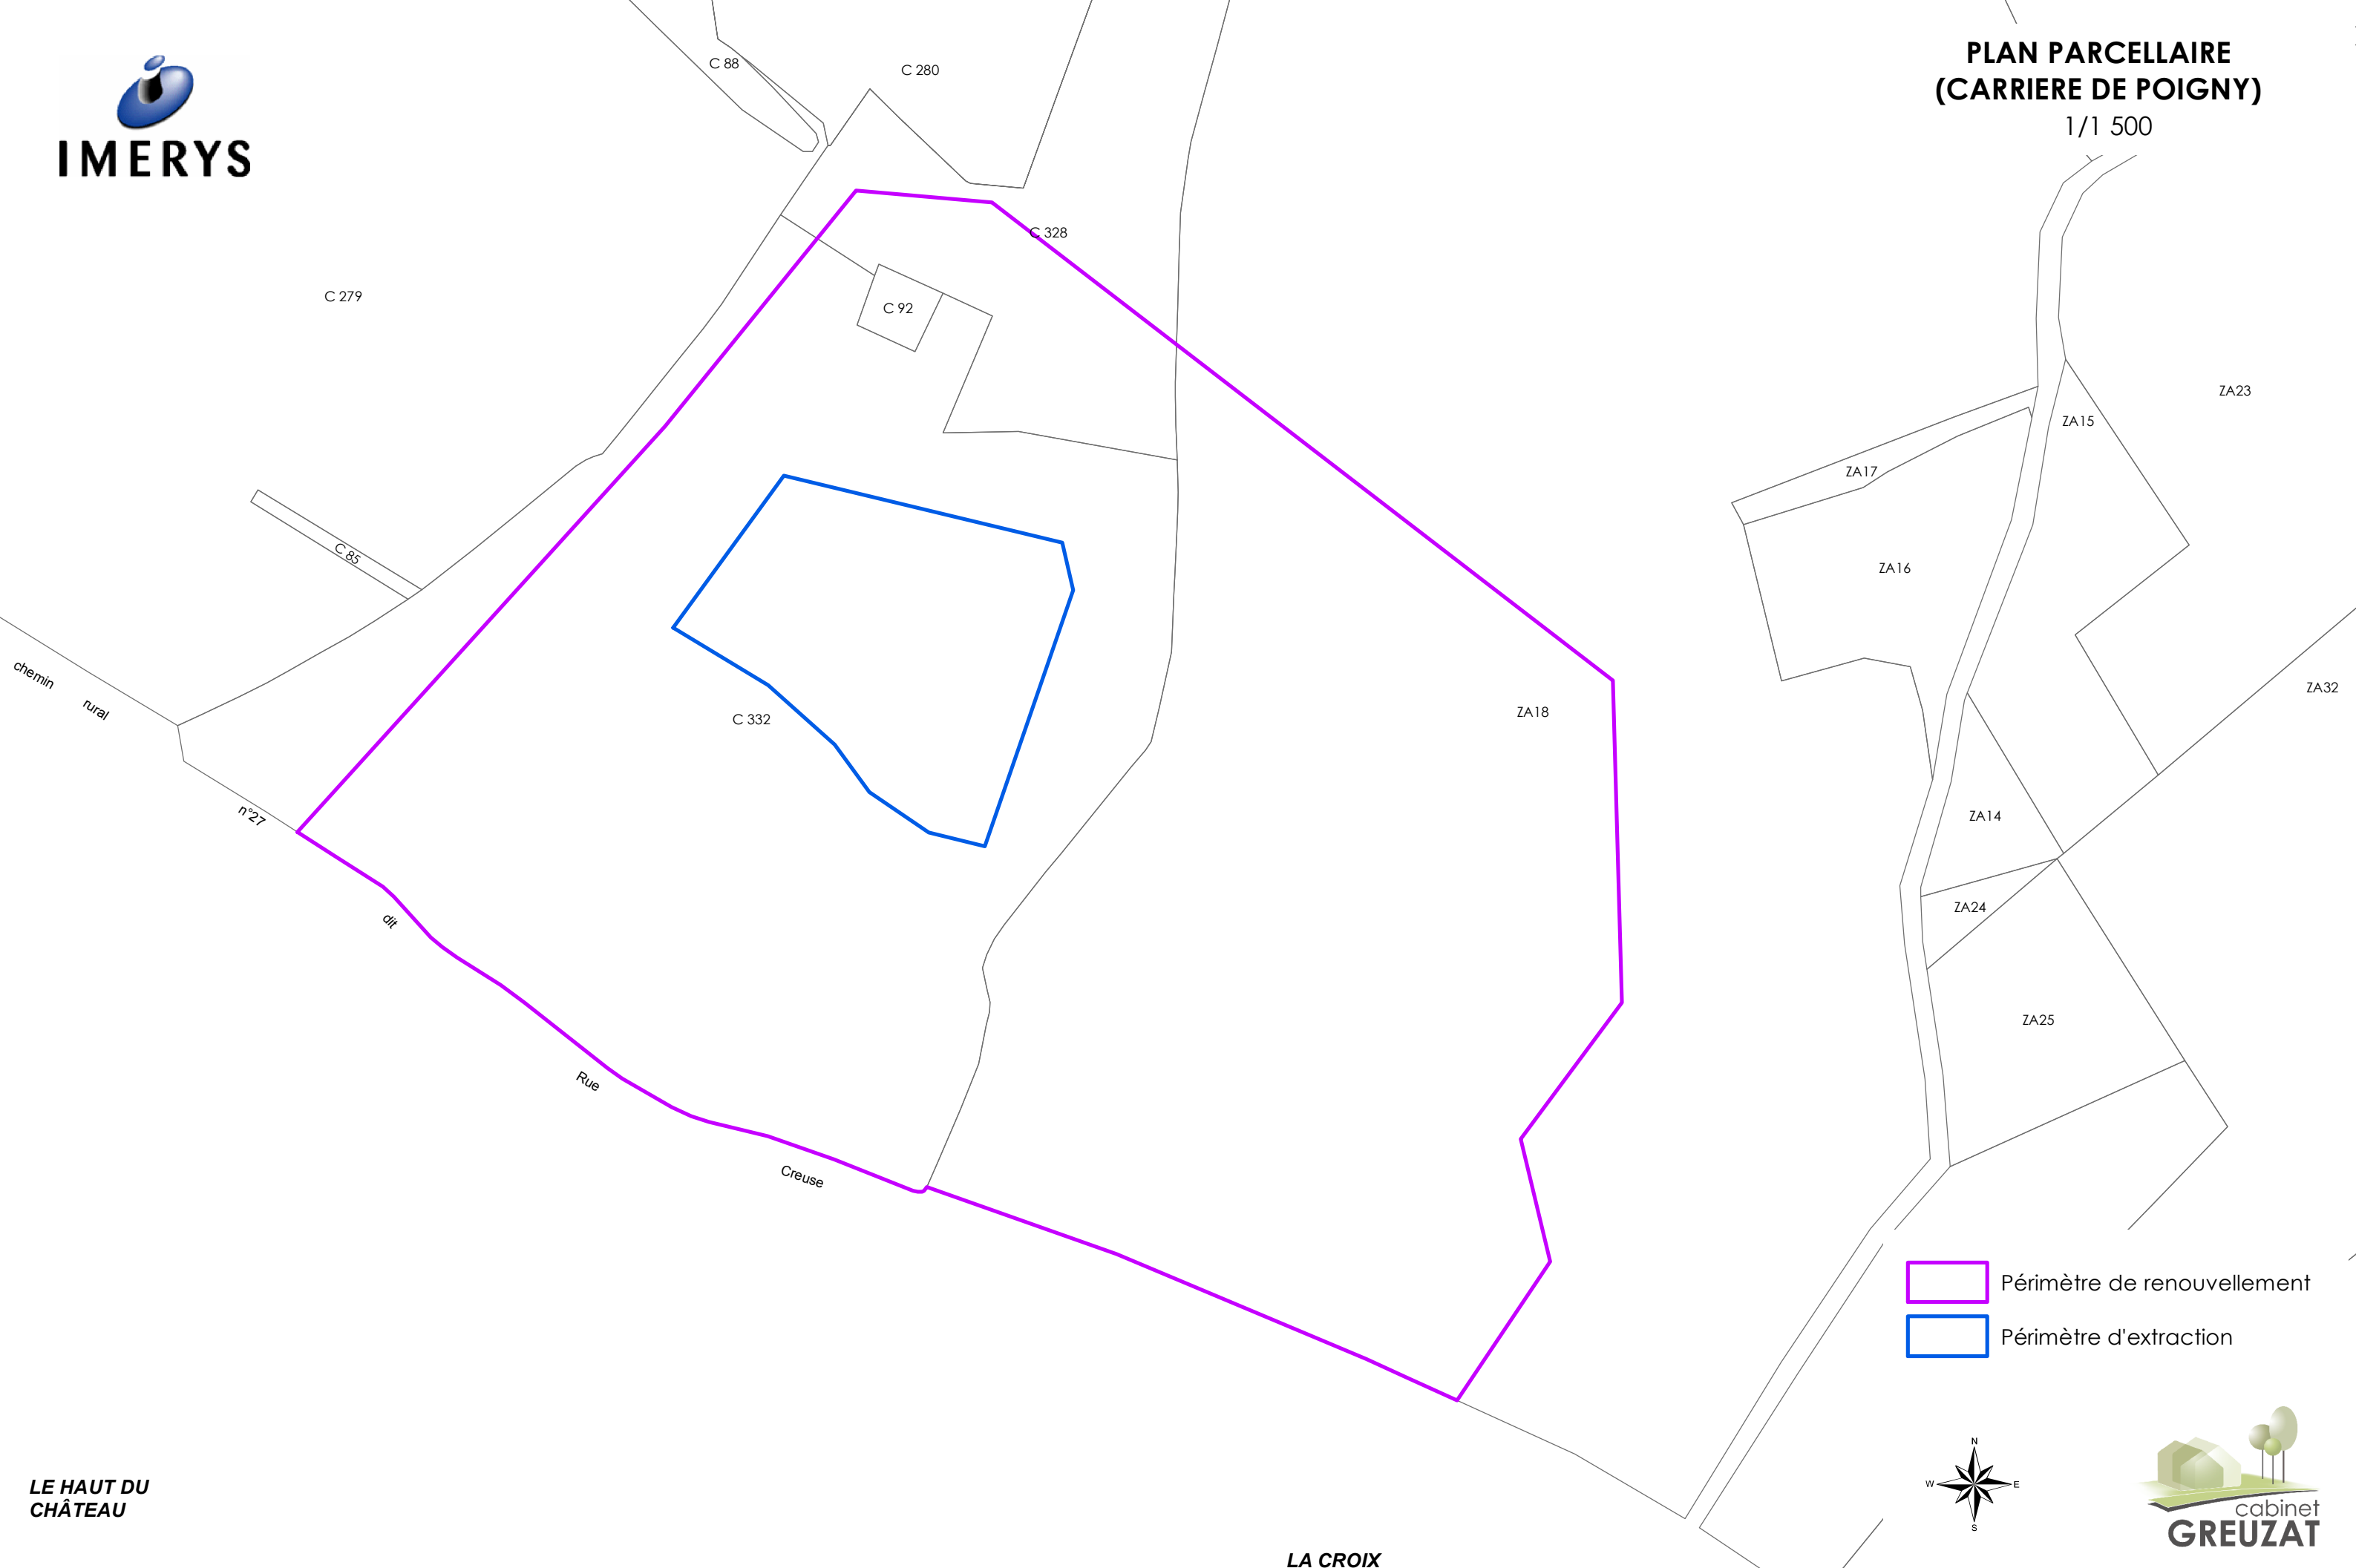 IMERYS
PLAN PARCELLAIRE
(CARRIERE DE POIGNY)
1/1 500
C 88
C 280
C 328
C 279
C 92
ZA23
ZA15
ZA17
C 85
ZA16
chemin
rural
ZA32
ZA18
C 332
n°27
ZA14
dit
ZA24
ZA25
Rue
Creuse
Périmètre de renouvellement
Périmètre d'extraction
N
W
E
S
LE HAUT DU
CHÂTEAU
cabinet
GREUZAT
LA CROIX